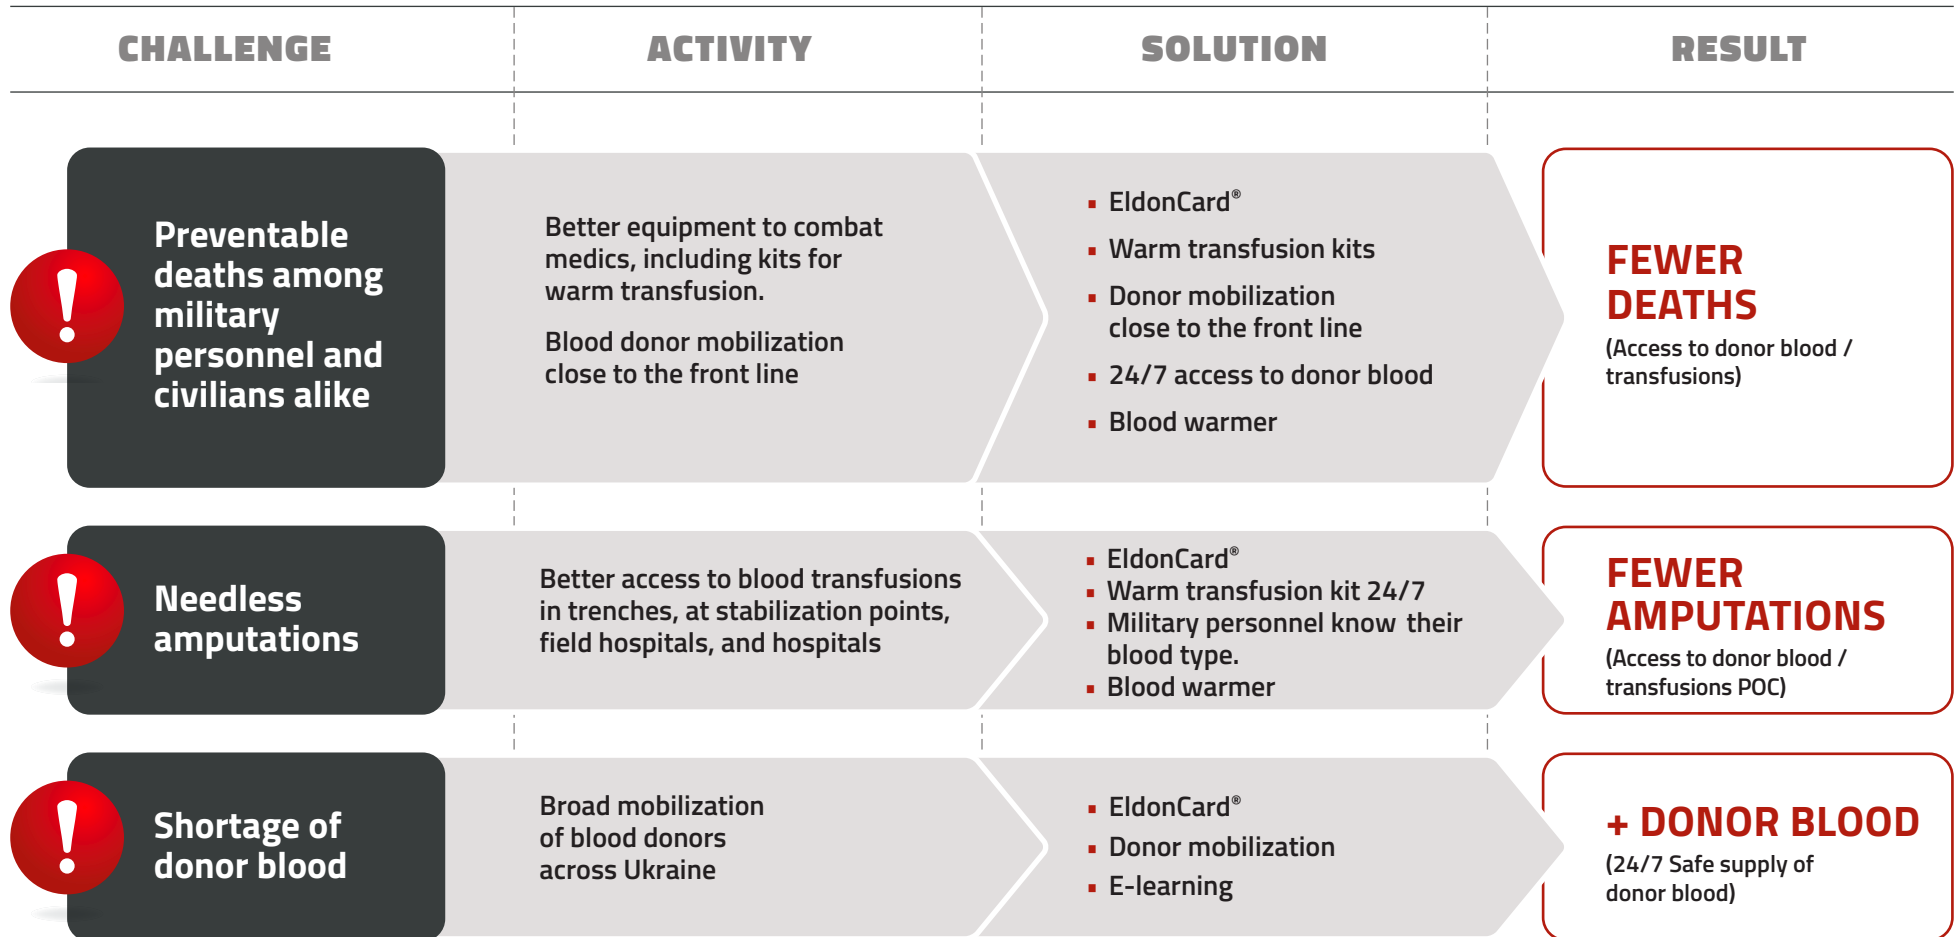 CHALLENGE
ACTIVITY
SOLUTION
RESULT
Preventable
deaths among
military
personnel and
civilians alike
Better equipment to combat
medics, including kits for
warm transfusion.
Blood donor mobilization
close to the front line
▪ EldonCard®
▪ Warm transfusion kits
▪ Donor mobilization
close to the front line
▪ 24/7 access to donor blood
▪ Blood warmer
FEWER
DEATHS
(Access to donor blood /
transfusions)
Needless
amputations
Better access to blood transfusions
in trenches, at stabilization points,
field hospitals, and hospitals
▪ EldonCard®
▪ Warm transfusion kit 24/7
▪ Military personnel know their
blood type.
▪ Blood warmer
FEWER
AMPUTATIONS
(Access to donor blood /
transfusions POC)
Shortage of
donor blood
Broad mobilization
of blood donors
across Ukraine
▪ EldonCard®
▪ Donor mobilization
▪ E-learning
+ DONOR BLOOD
(24/7 Safe supply of
donor blood)